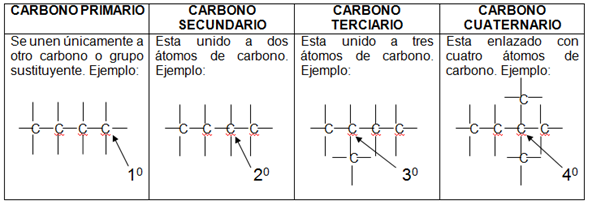 CARBONO PRIMARIO
Se unen únicamente a
otro carbono o grupo
sustituyente. Ejemplo:
C C C C
1⁰
CARBONO
SECUNDARIO
Esta unido a dos
átomos de carbono.
Ejemplo:
C C C C
2⁰
CARBONO
TERCIARIO
Esta unido a tres
átomos de carbono.
Ejemplo:
C C C C
C
3⁰
CARBONO
CUATERNARIO
Esta enlazado con
cuatro átomos de
carbono. Ejemplo:
C
C C C C
C
4⁰